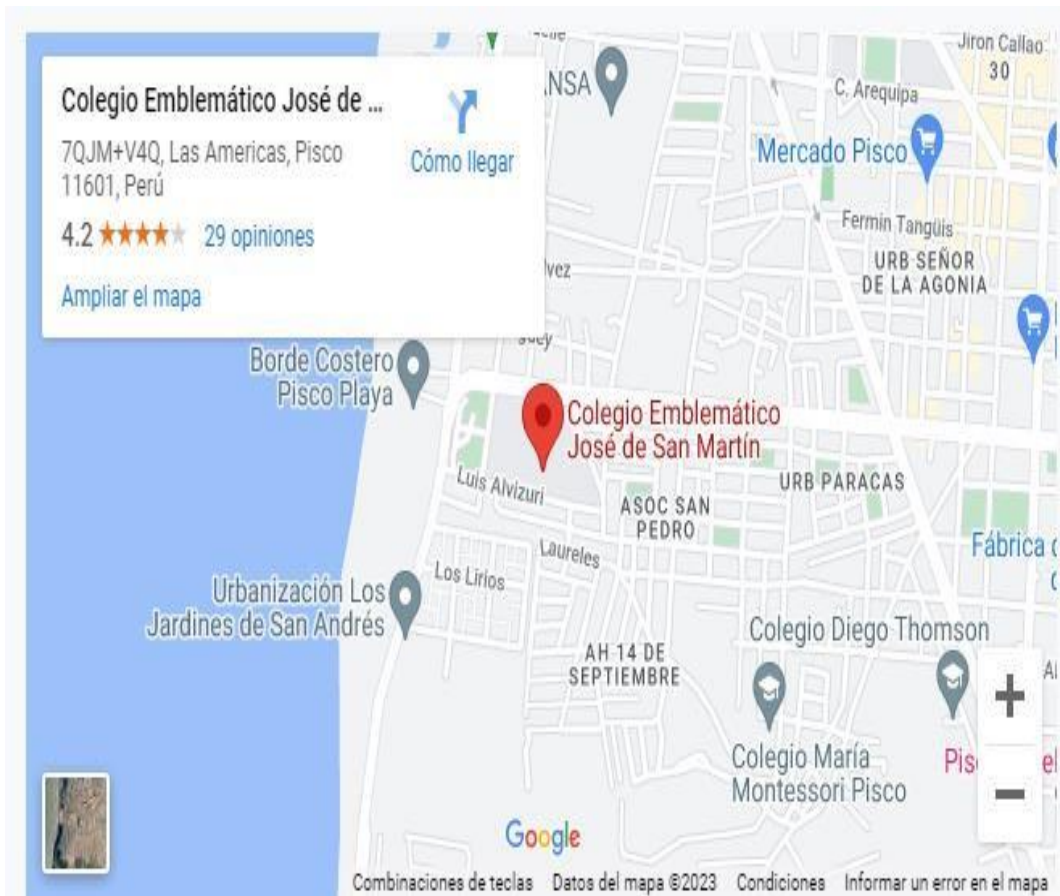 Colegio Emblemático José de ...
7QJM+V4Q, Las Americas, Pisco
11601, Perú
Cómo llegar
4.2
29 opiniones
Ampliar el mapa
Jiron Callao
30
C. Arequipa
Mercado Pisco
Fermin Tangüis
URB SEÑOR
DE LA AGONIA
Borde Costero
Pisco Playa
Colegio Emblemático
José de San Martín
Luis Alvizuri
ASOC SAN
PEDRO
URB PARACAS
Laureles
Los Lirios
Fábrica
Urbanización Los
Jardines de San Andrés
AH 14 DE
SEPTIEMBRE
Colegio Diego Thomson
Colegio María
Montessori Pisco
Google
Combinaciones de teclas
Datos del mapa ©2023
Condiciones
Informar un error en el mapa